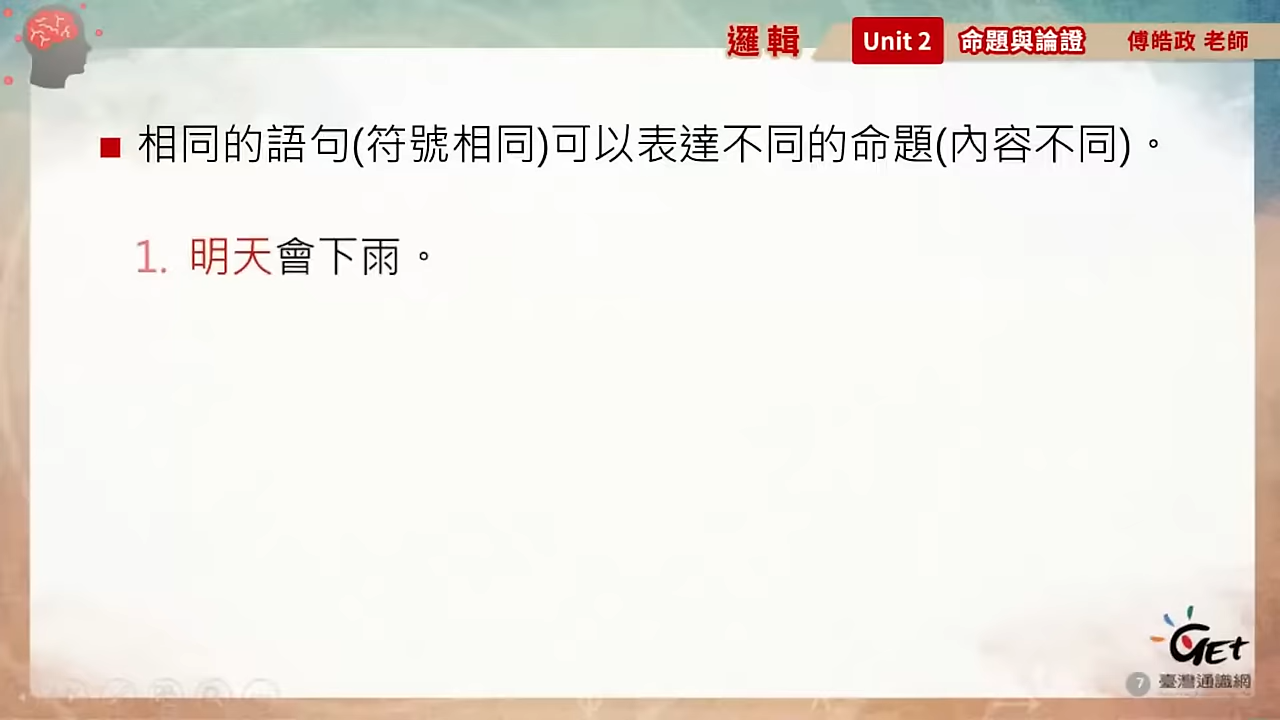 邏輯 Unit 2 命題與論證 傅皓政 老師
■ 相同的語句(符號相同)可以表達不同的命題(內容不同)。
1. 明天會下雨。
GET
7 臺灣通識網